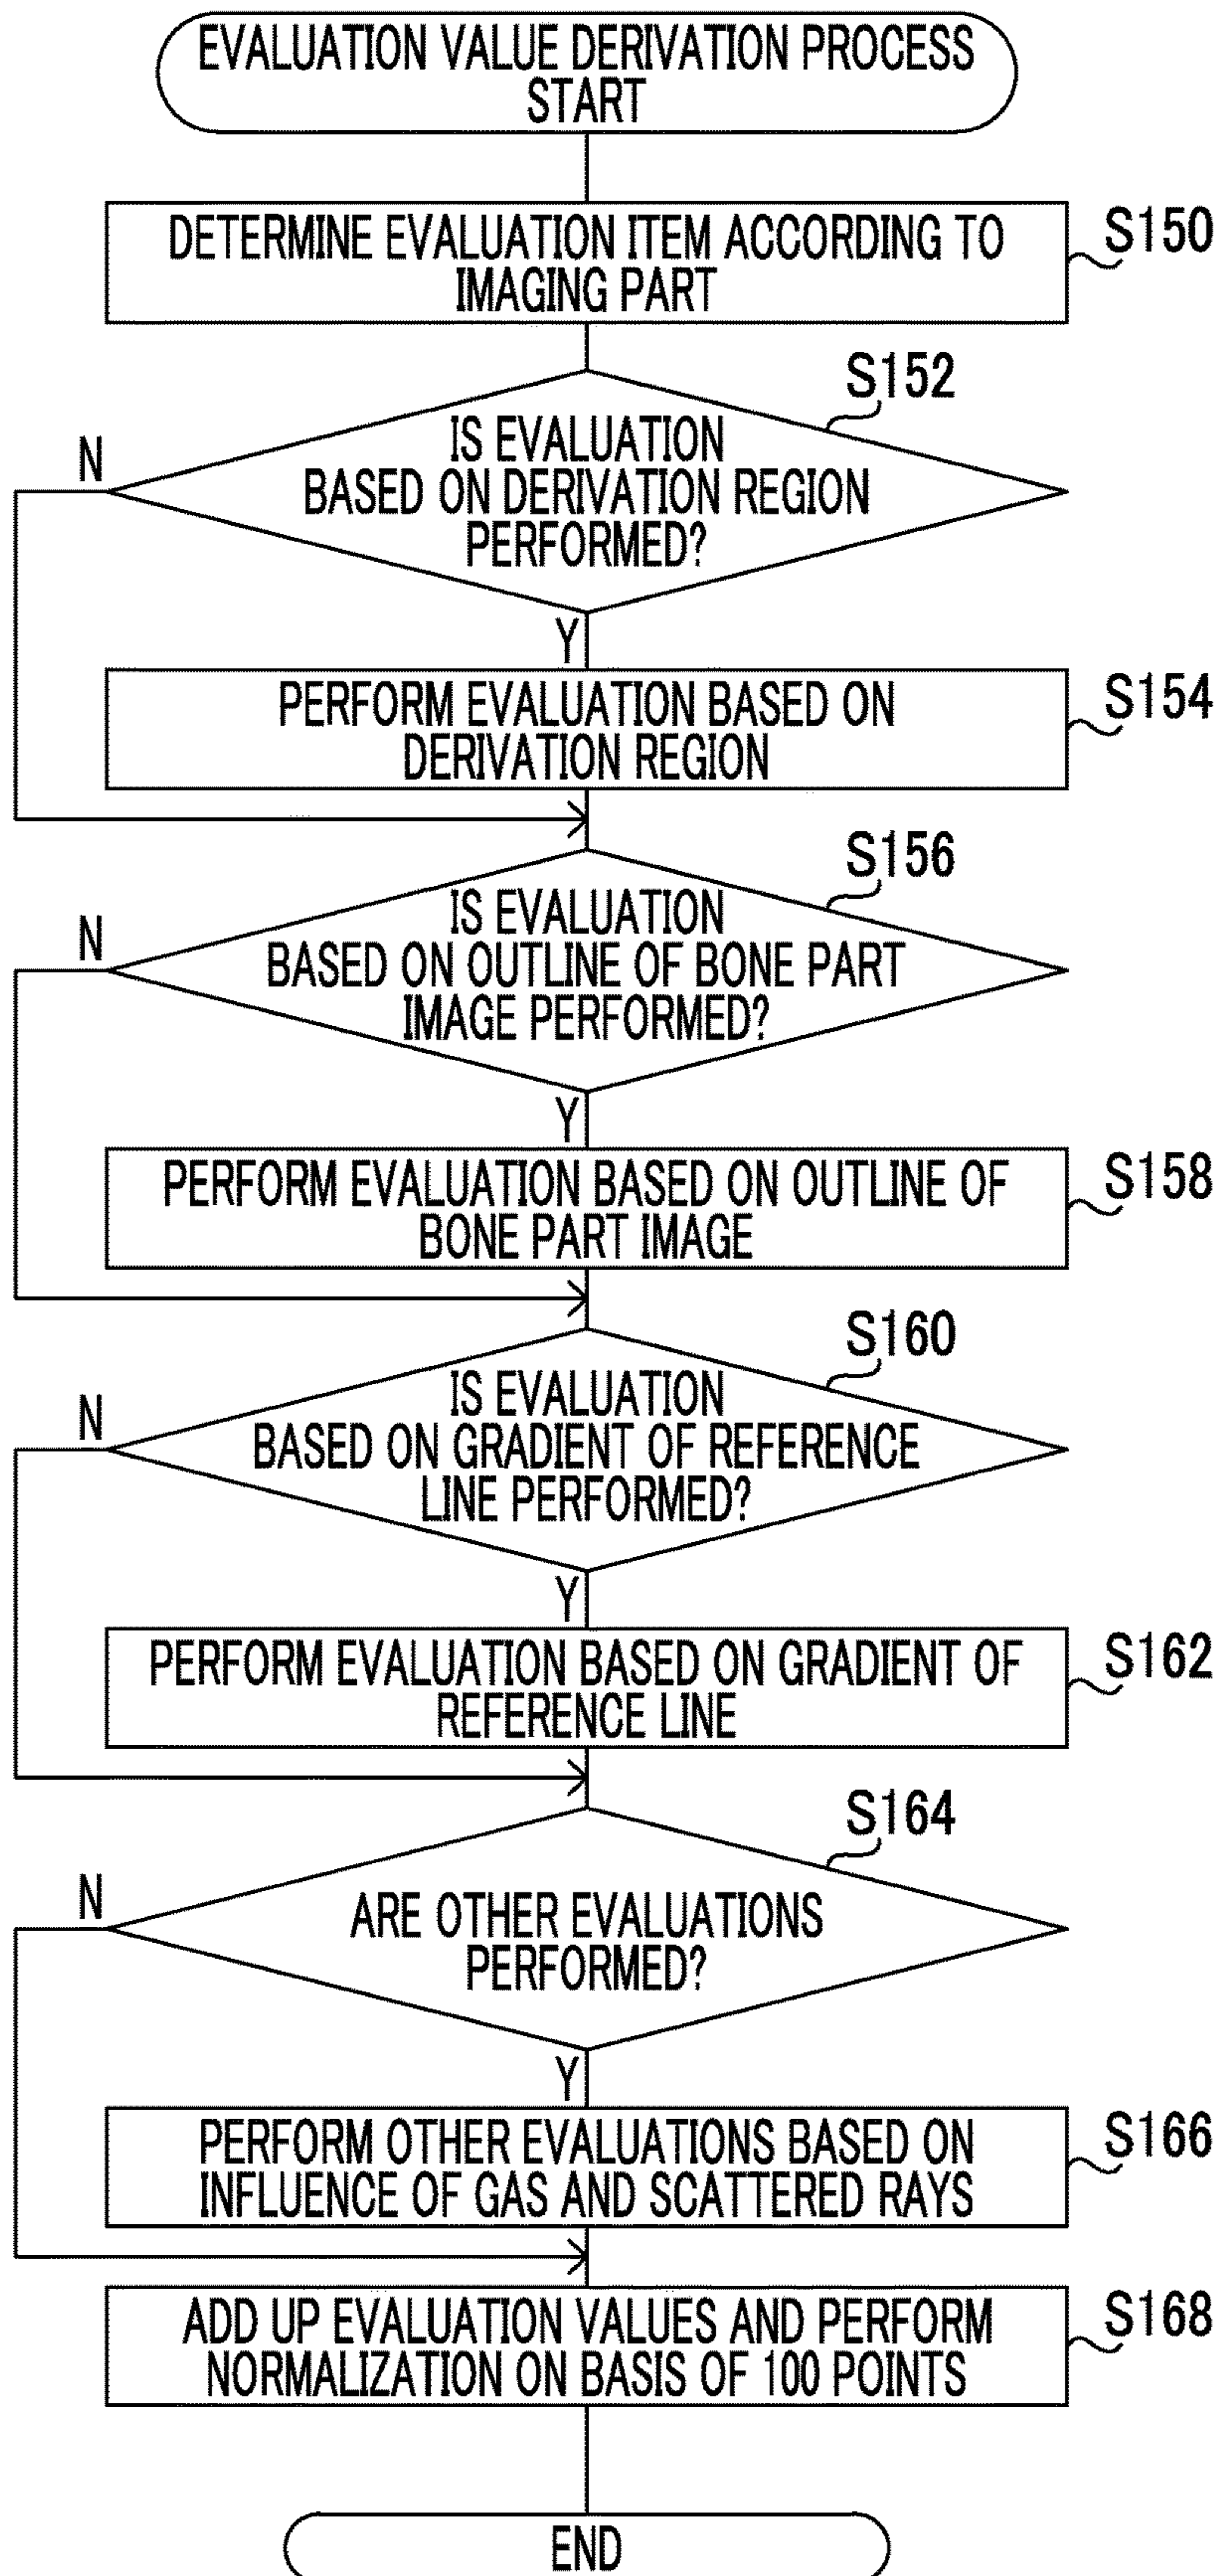 EVALUATION VALUE DERIVATION PROCESS
START
DETERMINE EVALUATION ITEM ACCORDING TO
IMAGING PART
S150
S152
IS EVALUATION
BASED ON DERIVATION REGION
PERFORMED?
N
Y
PERFORM EVALUATION BASED ON
DERIVATION REGION
S154
S156
IS EVALUATION
BASED ON OUTLINE OF BONE PART
IMAGE PERFORMED?
N
Y
PERFORM EVALUATION BASED ON OUTLINE OF
BONE PART IMAGE
S158
S160
IS EVALUATION
BASED ON GRADIENT OF REFERENCE
LINE PERFORMED?
N
Y
PERFORM EVALUATION BASED ON GRADIENT OF
REFERENCE LINE
S162
S164
ARE OTHER EVALUATIONS
PERFORMED?
N
Y
PERFORM OTHER EVALUATIONS BASED ON
INFLUENCE OF GAS AND SCATTERED RAYS
S166
ADD UP EVALUATION VALUES AND PERFORM
NORMALIZATION ON BASIS OF 100 POINTS
S168
END